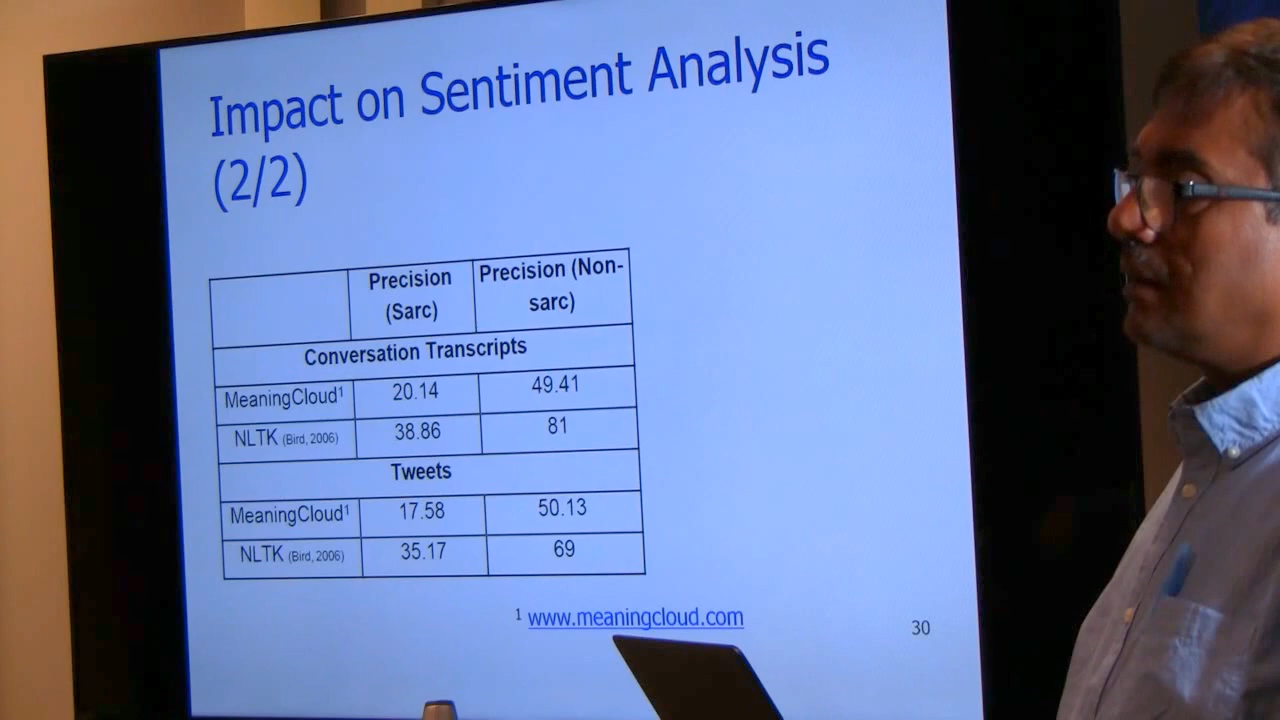 Impact on Sentiment Analysis
(2/2)
Precision (Sarc) Precision (Non-sarc)
Conversation Transcripts
MeaningCloud¹ 20.14 49.41
NLTK (Bird, 2006) 38.86 81
Tweets
MeaningCloud¹ 17.58 50.13
NLTK (Bird, 2006) 35.17 69
¹ www.meaningcloud.com
30